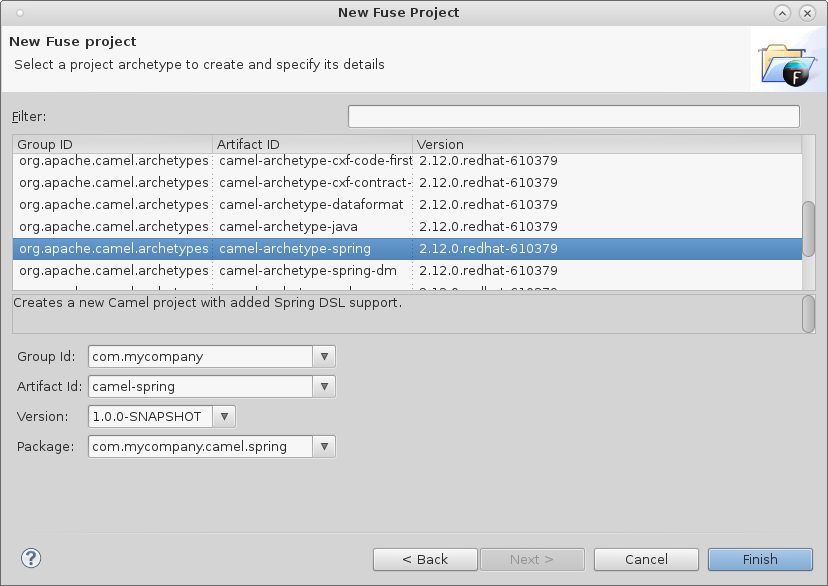 New Fuse Project
New Fuse project
Select a project archetype to create and specify its details
F
Filter:
Group ID Artifact ID Version
org.apache.camel.archetypes camel-archetype-cxf-code-first 2.12.0.redhat-610379
org.apache.camel.archetypes camel-archetype-cxf-contract- 2.12.0.redhat-610379
org.apache.camel.archetypes camel-archetype-dataformat 2.12.0.redhat-610379
org.apache.camel.archetypes camel-archetype-java 2.12.0.redhat-610379
org.apache.camel.archetypes camel-archetype-spring 2.12.0.redhat-610379
org.apache.camel.archetypes camel-archetype-spring-dm 2.12.0.redhat-610379
Creates a new Camel project with added Spring DSL support.
Group Id: com.mycompany
Artifact Id: camel-spring
Version: 1.0.0-SNAPSHOT
Package: com.mycompany.camel.spring
? < Back Next > Cancel Finish